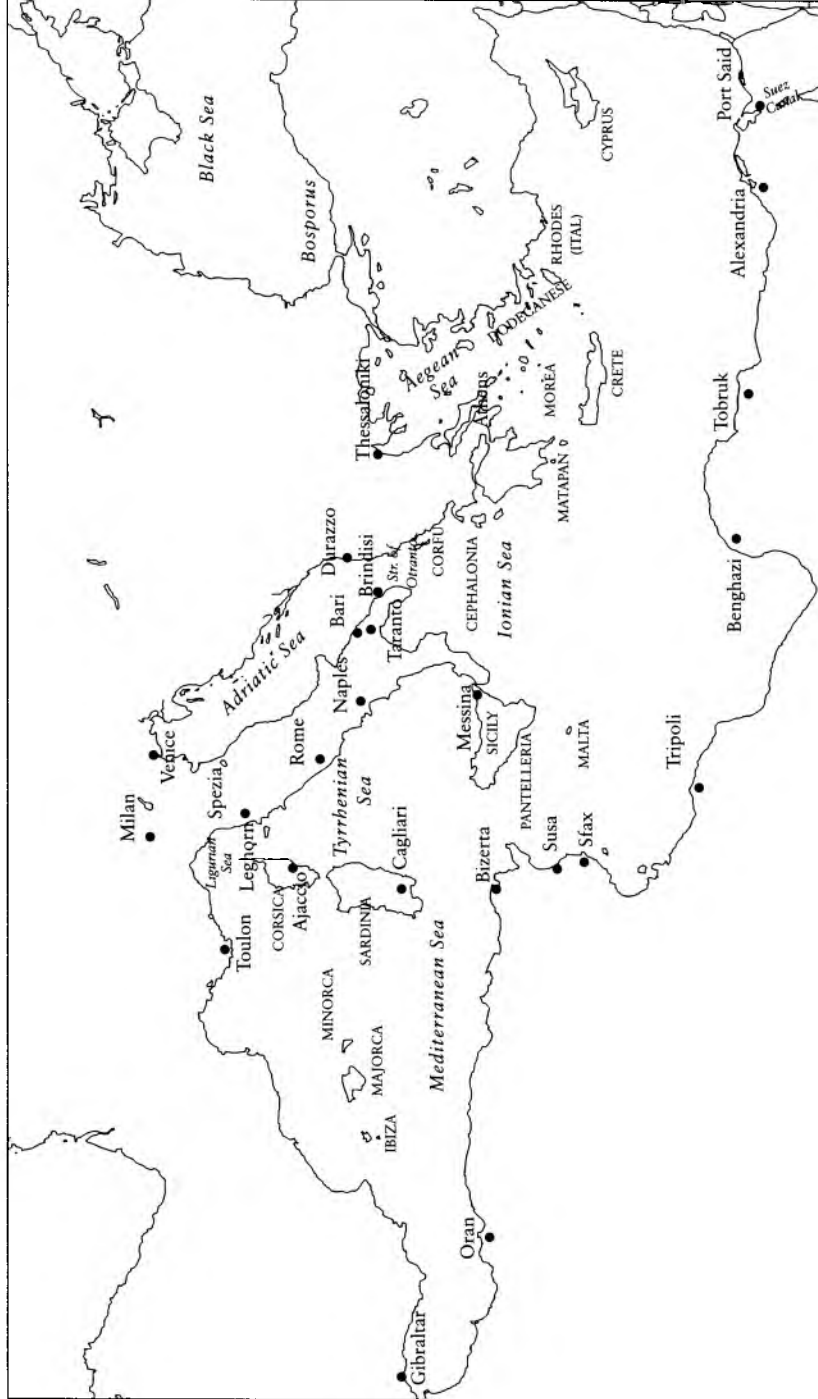 Black Sea
Bosporus
Milan
Venice
Spezia
Ligurian
Sea
Leghorn
Toulon
CORSICA
Ajaccio
Adriatic Sea
Rome
Naples
Bari
Durazzo
Brindisi
Str. of
Otranto
Taranto
Thessaloniki
Aegean
Sea
Athens
DODECANESE
RHODES
(ITAL)
CYPRUS
MOREA
CRETE
MATAPAN
CORFU
CEPHALONIA
Ionian Sea
Tyrrhenian
Sea
SARDINIA
Cagliari
MINORCA
MAJORCA
IBIZA
Mediterranean Sea
Messina
SICILY
PANTELLERIA
MALTA
Bizerta
Susa
Sfax
Gibraltar
Oran
Tripoli
Benghazi
Tobruk
Alexandria
Port Said
Suez
Canal